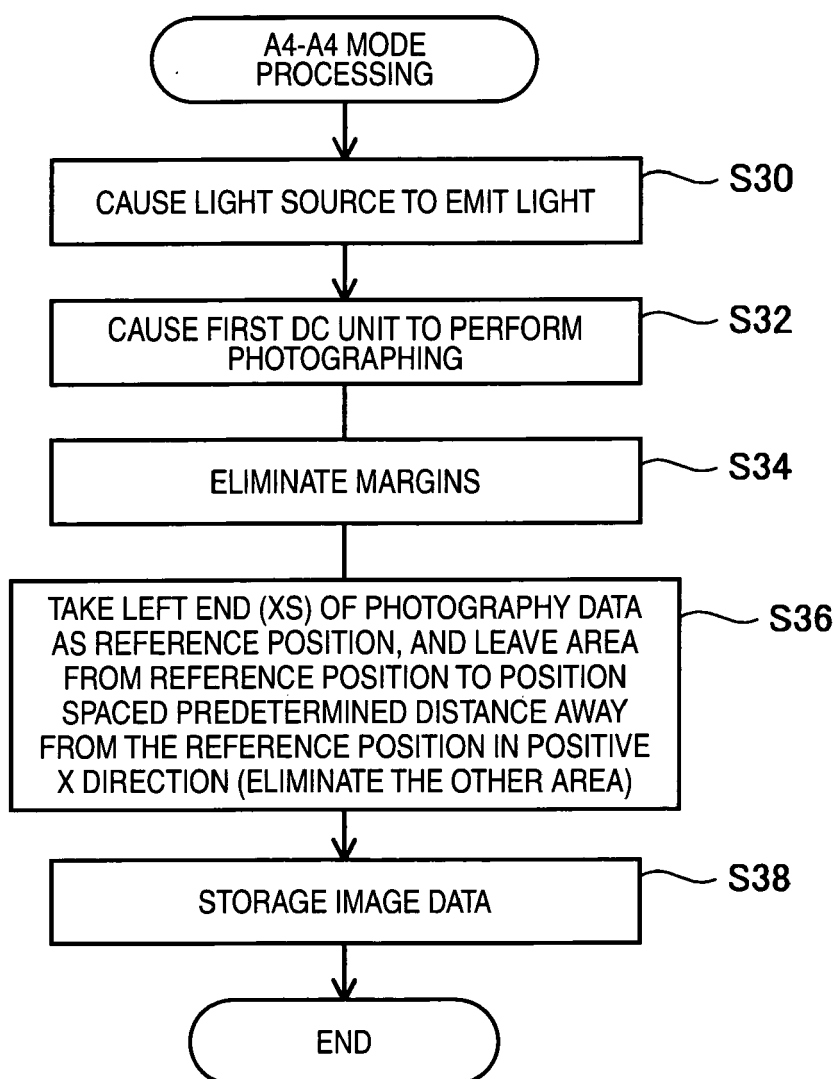 A4-A4 MODE
PROCESSING
CAUSE LIGHT SOURCE TO EMIT LIGHT
S30
CAUSE FIRST DC UNIT TO PERFORM
PHOTOGRAPHING
S32
ELIMINATE MARGINS
S34
TAKE LEFT END (XS) OF PHOTOGRAPHY DATA
AS REFERENCE POSITION, AND LEAVE AREA
FROM REFERENCE POSITION TO POSITION
SPACED PREDETERMINED DISTANCE AWAY
FROM THE REFERENCE POSITION IN POSITIVE
X DIRECTION (ELIMINATE THE OTHER AREA)
S36
STORAGE IMAGE DATA
S38
END